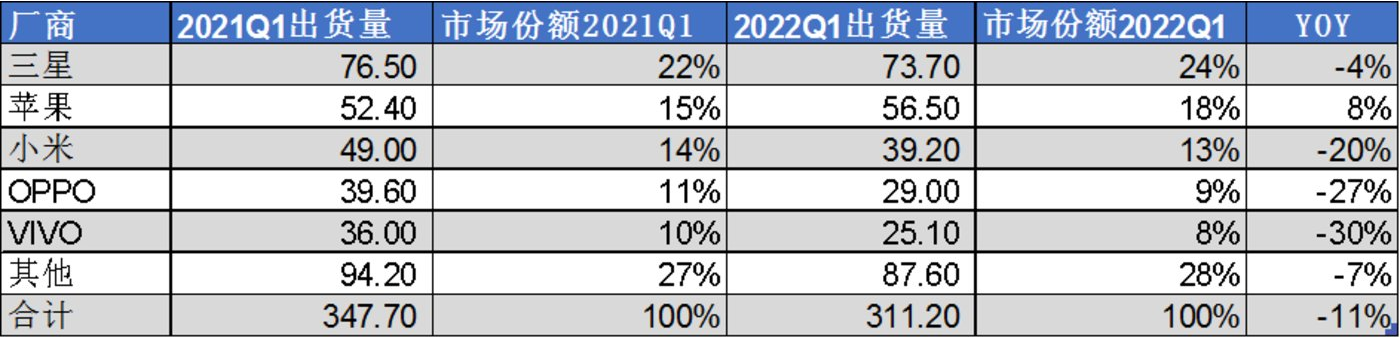 厂商 2021Q1出货量 市场份额2021Q1 2022Q1出货量 市场份额2022Q1 YOY
三星 76.50 22% 73.70 24% -4%
苹果 52.40 15% 56.50 18% 8%
小米 49.00 14% 39.20 13% -20%
OPPO 39.60 11% 29.00 9% -27%
VIVO 36.00 10% 25.10 8% -30%
其他 94.20 27% 87.60 28% -7%
合计 347.70 100% 311.20 100% -11%